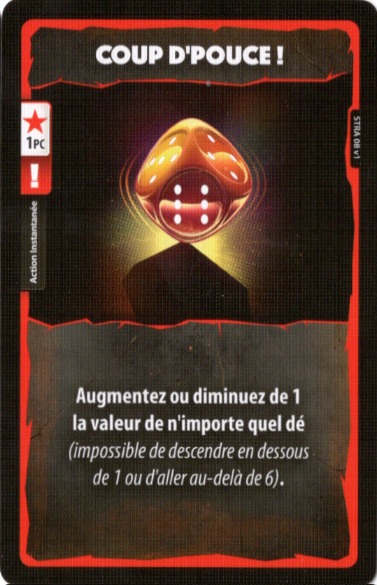 COUP D'POUCE !
1PC
!
Action Instantanée
STRA 08 v1
Augmentez ou diminuez de 1
la valeur de n'importe quel dé
(impossible de descendre en dessous
de 1 ou d'aller au-delà de 6).